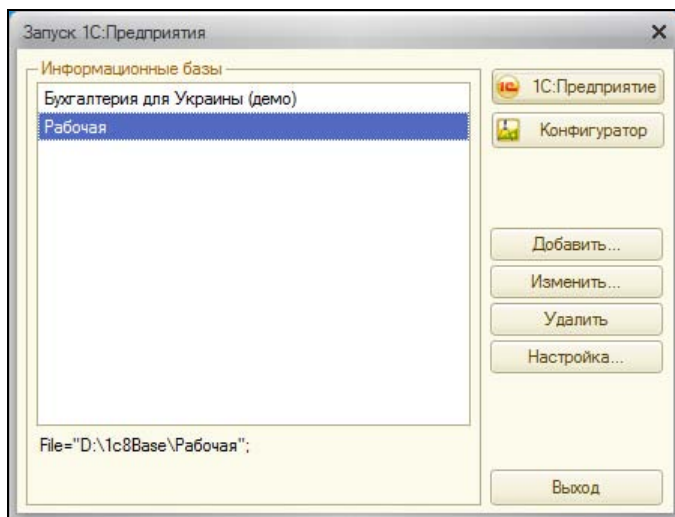 Запуск 1С:Предприятия
Информационные базы
Бухгалтерия для Украины (демо)
Рабочая
File="D:\1c8Base\Рабочая";
1С:Предприятие
Конфигуратор
Добавить...
Изменить...
Удалить
Настройка...
Выход